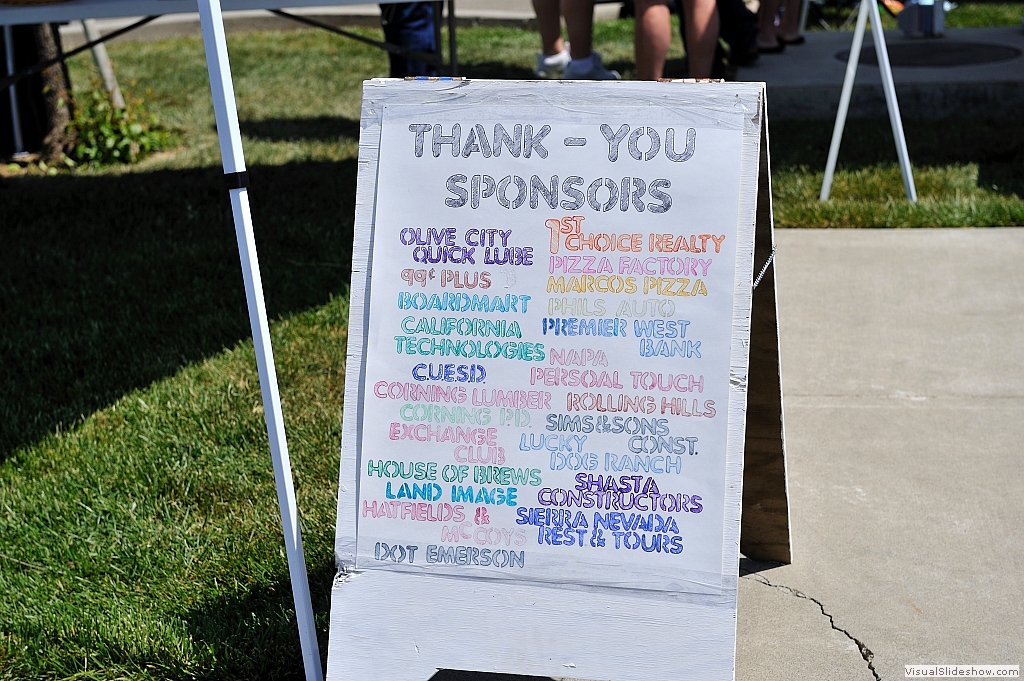 THANK - YOU
SPONSORS
OLIVE CITY
QUICK LUBE
99¢ PLUS
BOARDMART
CALIFORNIA
TECHNOLOGIES
C.U.E.S.D.
CORNING LUMBER
CORNING P.D.
EXCHANGE
CLUB
HOUSE OF BREWS
LAND IMAGE
HATFIELDS &
McCOYS
DOT EMERSON
1ST
CHOICE REALTY
PIZZA FACTORY
MARCOS PIZZA
PHILS AUTO
PREMIER WEST
BANK
NAPA
PERSOAL TOUCH
ROLLING HILLS
SIMS&SONS
CONST.
LUCKY
DOG RANCH
SHASTA
CONSTRUCTORS
SIERRA NEVADA
REST & TOURS
VisualSlideshow.com